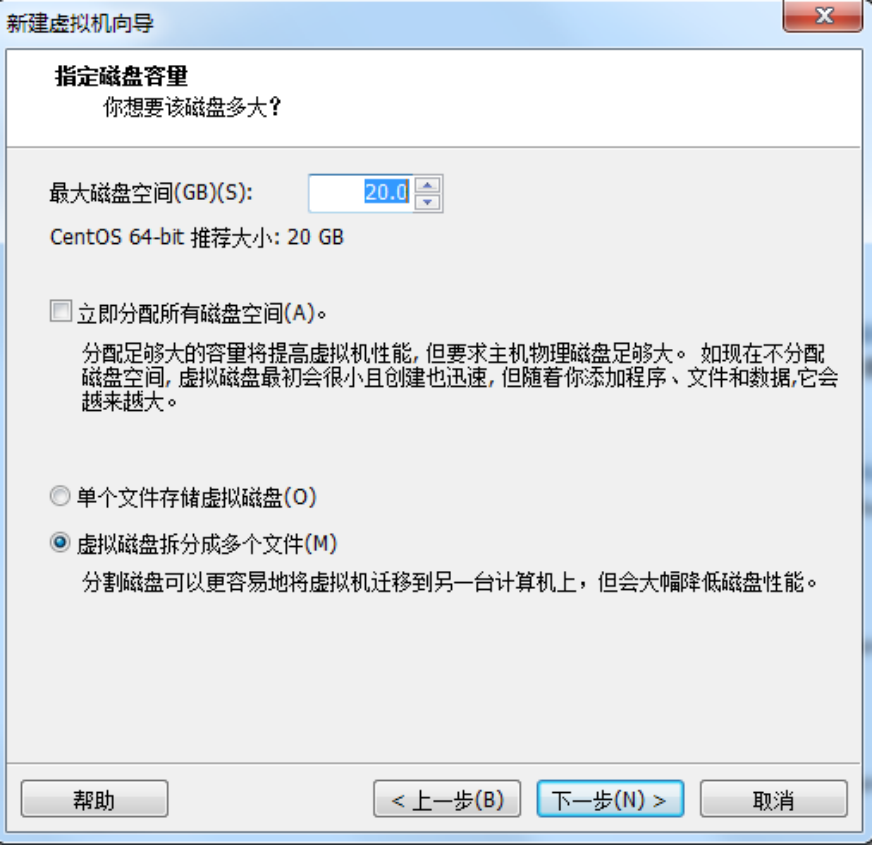 新建虚拟机向导
指定磁盘容量
你想要该磁盘多大?
最大磁盘空间(GB)(S): 20.0
CentOS 64-bit 推荐大小: 20 GB
立即分配所有磁盘空间(A)。
分配足够大的容量将提高虚拟机性能, 但要求主机物理磁盘足够大。 如现在不分配
磁盘空间, 虚拟磁盘最初会很小且创建也迅速, 但随着你添加程序、文件和数据,它会
越来越大。
单个文件存储虚拟磁盘(O)
虚拟磁盘拆分成多个文件(M)
分割磁盘可以更容易地将虚拟机迁移到另一台计算机上，但会大幅降低磁盘性能。
帮助 < 上一步(B) 下一步(N) > 取消